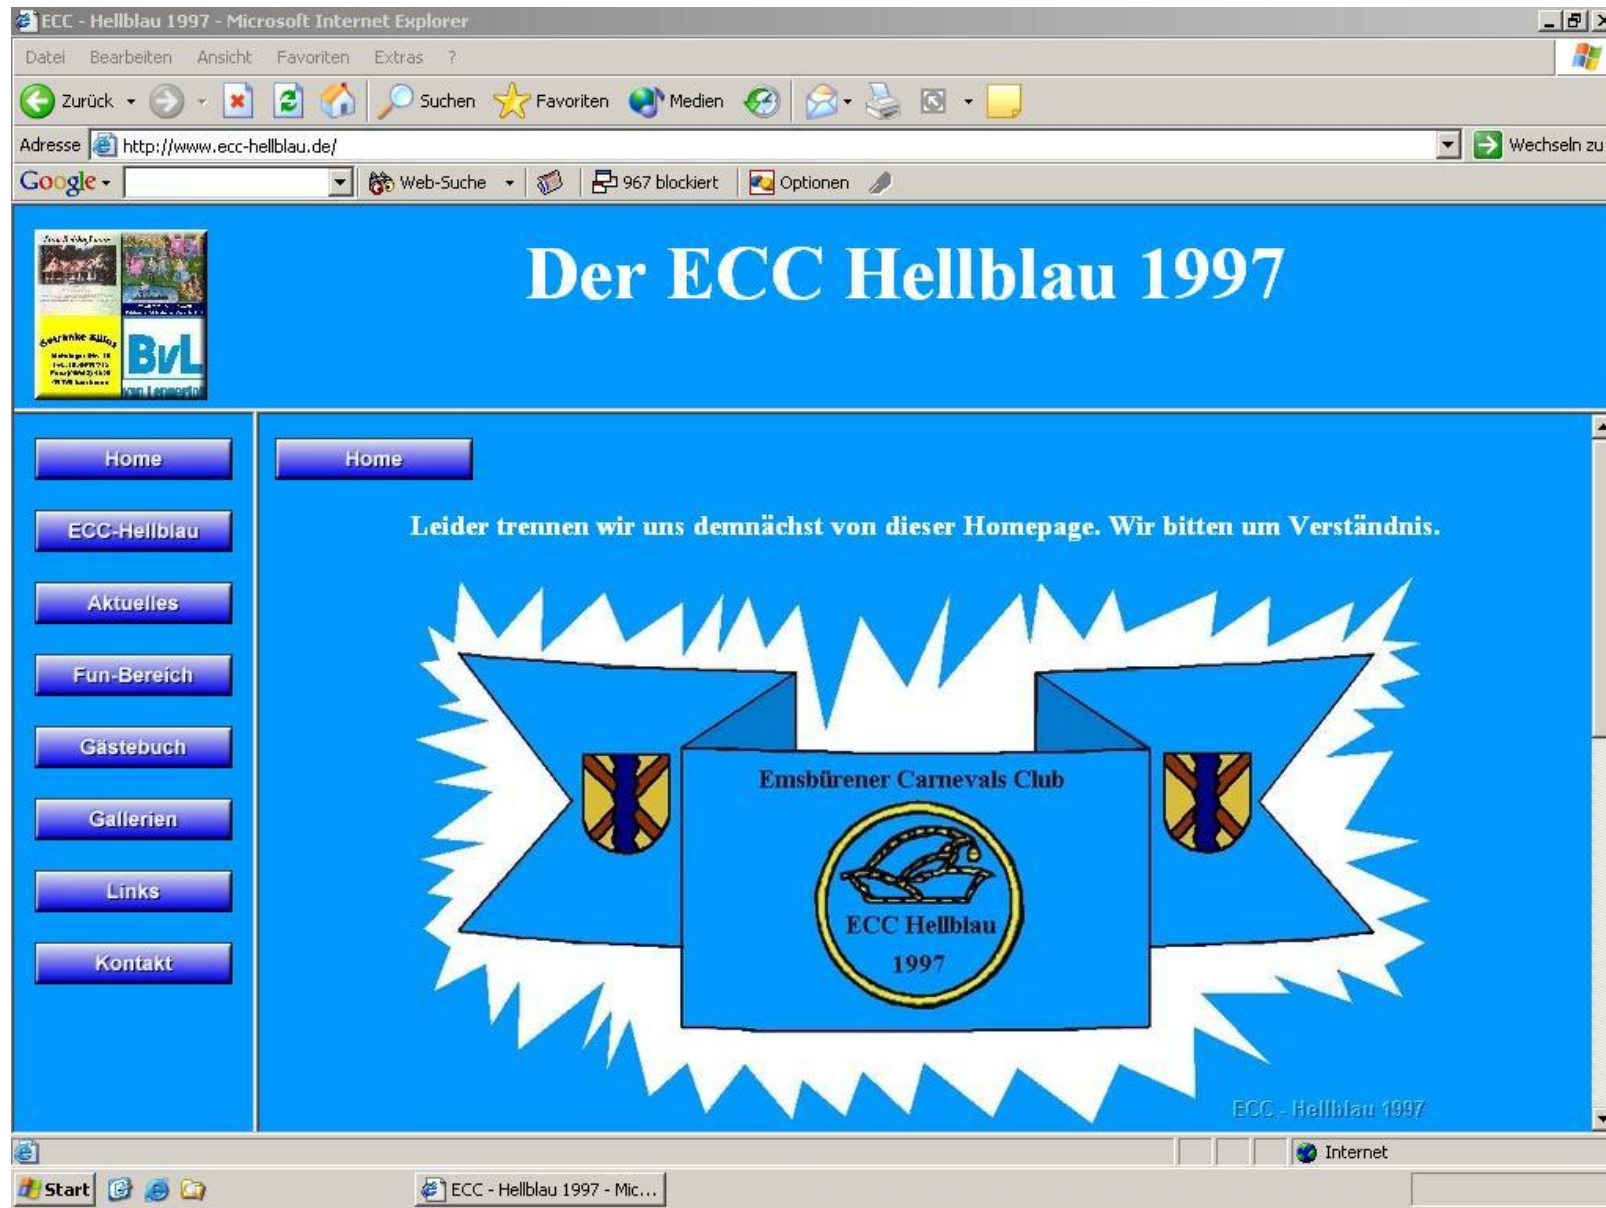 ECC - Hellblau 1997 - Microsoft Internet Explorer
Datei Bearbeiten Ansicht Favoriten Extras ?
Zurück Suchen Favoriten Medien
Adresse http://www.ecc-hellblau.de/ Wechseln zu
Google Web-Suche 967 blockiert Optionen
Der ECC Hellblau 1997
BvL
Home
ECC-Hellblau
Aktuelles
Fun-Bereich
Gästebuch
Gallerien
Links
Kontakt
Home
Leider trennen wir uns demnächst von dieser Homepage. Wir bitten um Verständnis.
Emsbürener Carnevals Club
ECC Hellblau
1997
ECC - Hellblau 1997
Internet
Start ECC - Hellblau 1997 - Mic...